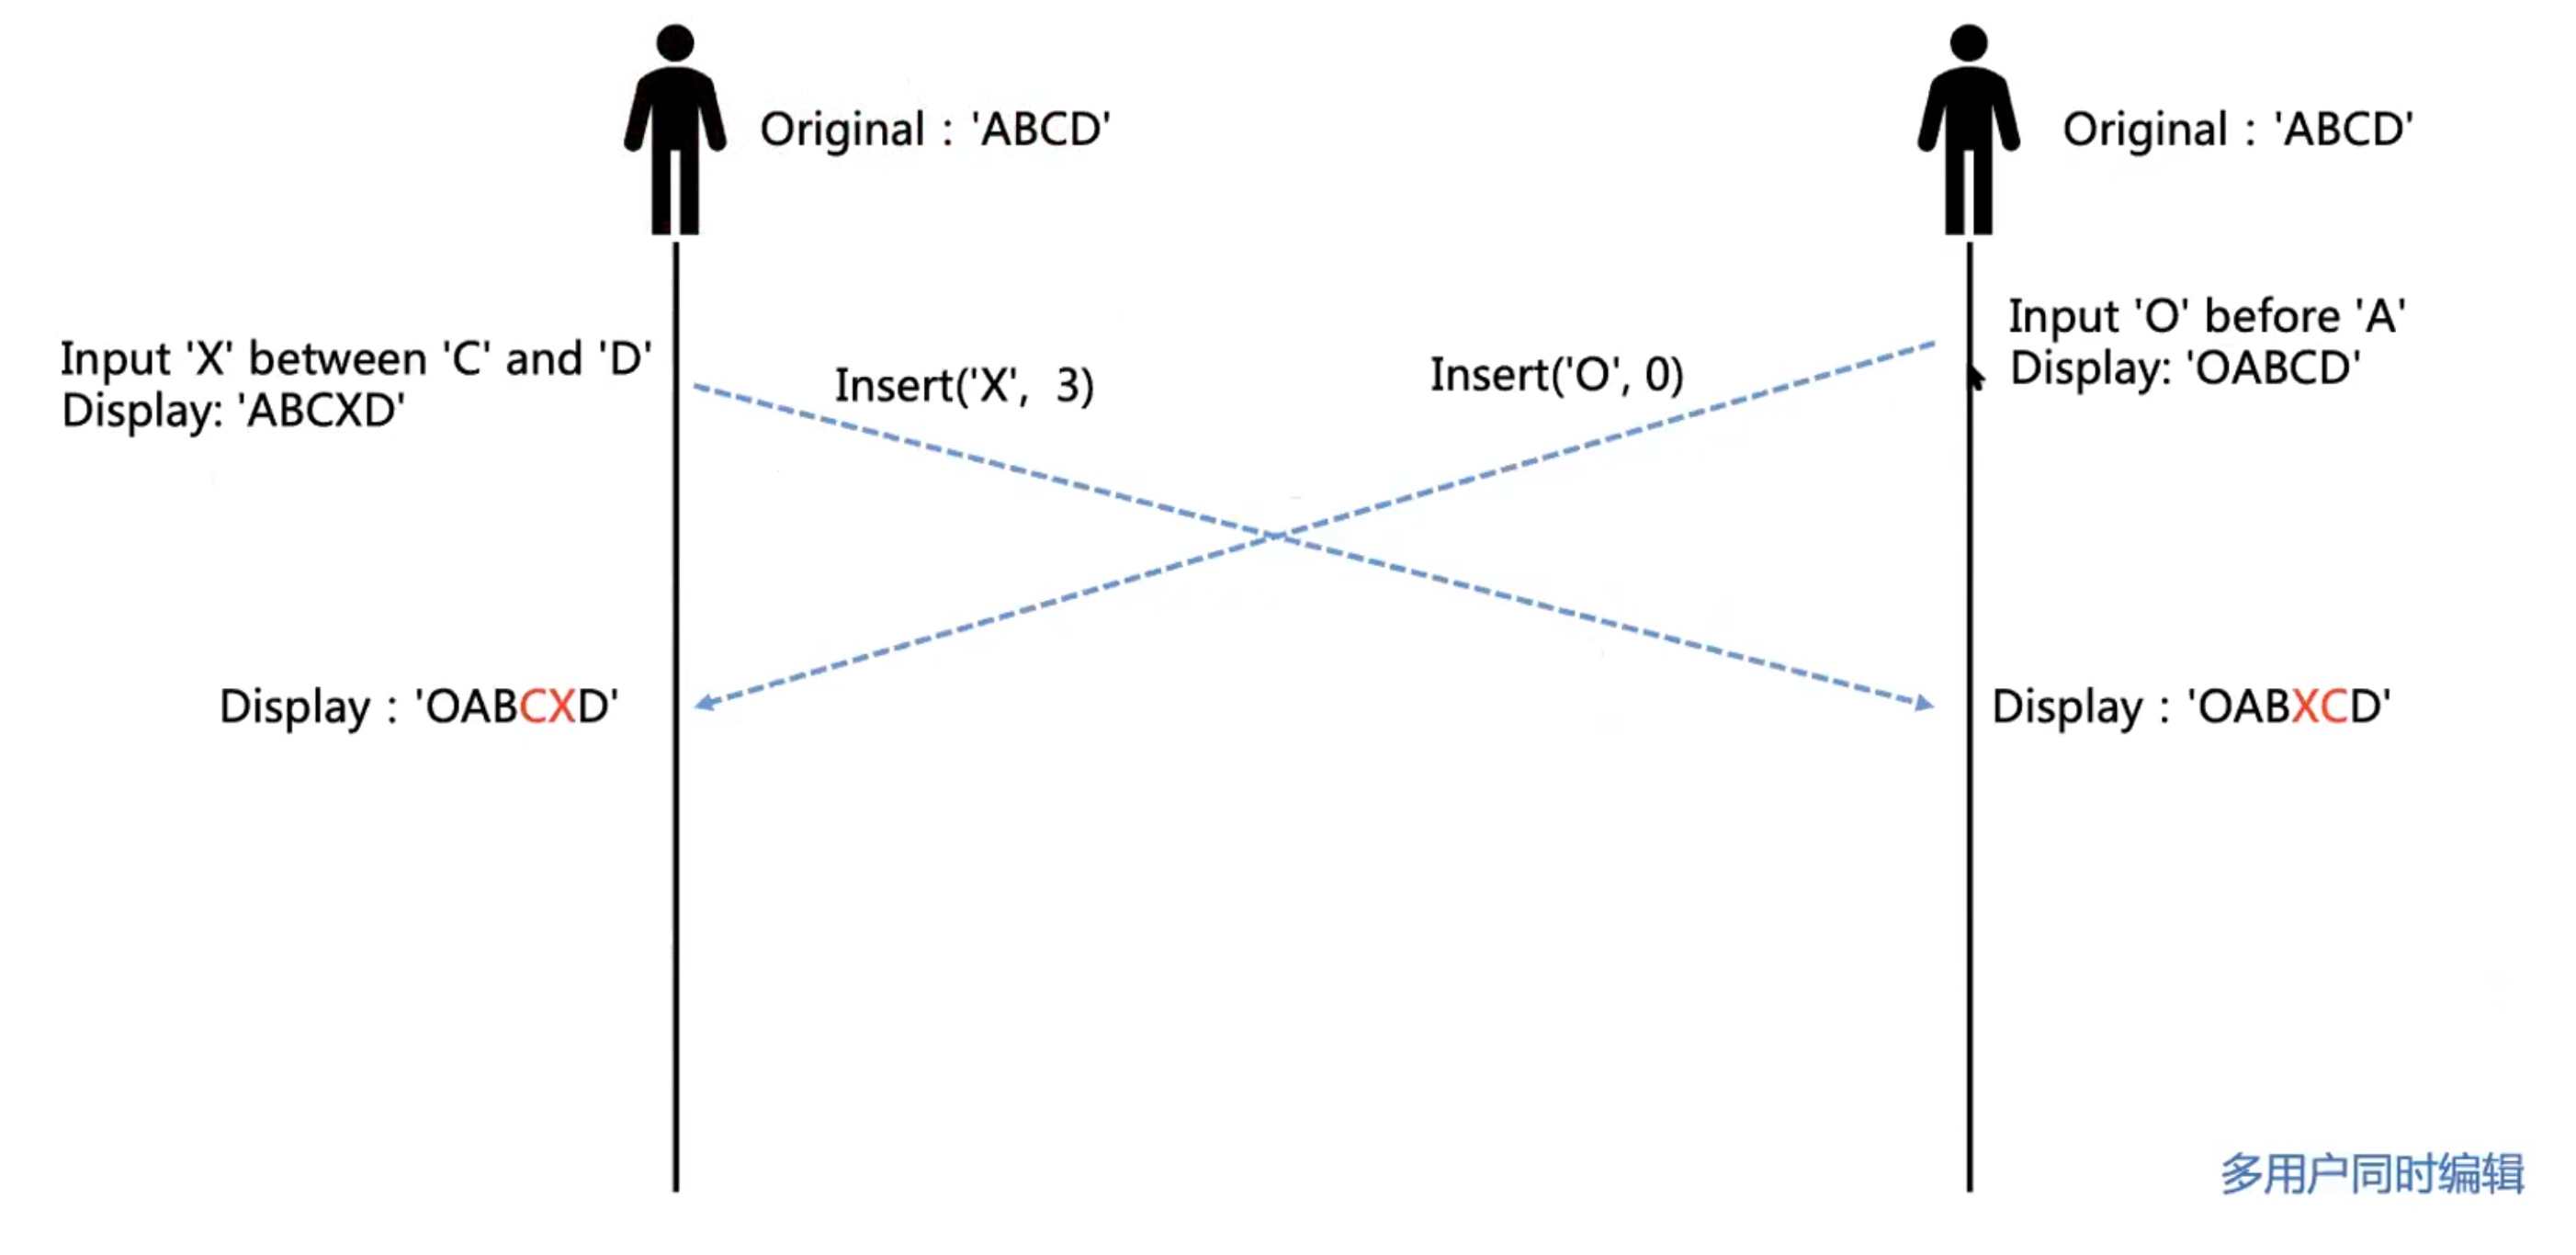 Original : 'ABCD'
Original : 'ABCD'
Input 'X' between 'C' and 'D'
Display: 'ABCXD'
Insert('X', 3)
Insert('O', 0)
Input 'O' before 'A'
Display: 'OABCD'
Display : 'OABCXD'
Display : 'OABXCD'
多用户同时编辑